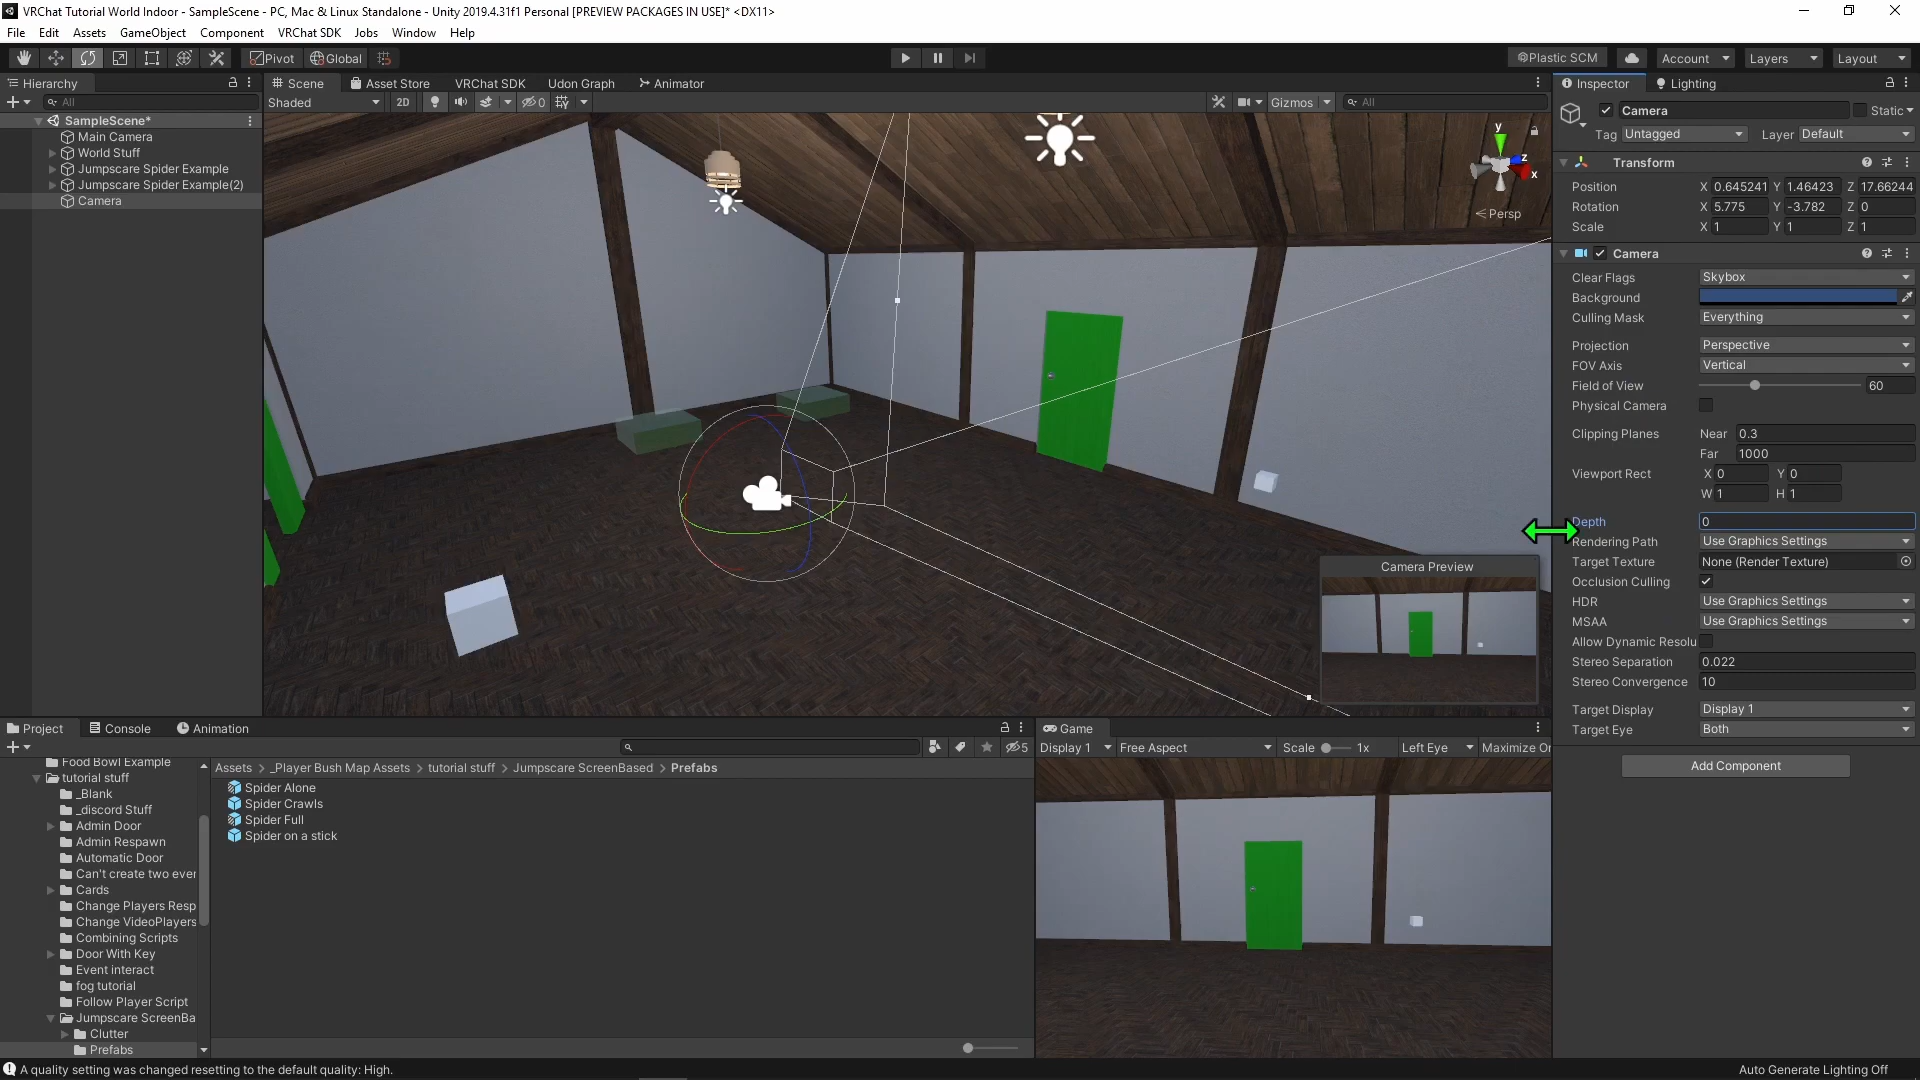 VRChat Tutorial World Indoor - SampleScene - PC, Mac & Linux Standalone - Unity 2019.4.31f1 Personal [PREVIEW PACKAGES IN USE]* <DX11>
File Edit Assets GameObject Component VRChat SDK Jobs Window Help
Pivot Global Plastic SCM Account Layers Layout
Hierarchy Scene Asset Store VRChat SDK Udon Graph Animator Inspector Lighting
All Shaded 2D 0 Gizmos All
Camera Static
Tag Untagged Layer Default
SampleScene*
Main Camera
World Stuff
Jumpscare Spider Example
Jumpscare Spider Example(2)
Camera
y
z
x
Persp
Transform
Position X 0.645241 Y 1.46423 Z 17.66244
Rotation X 5.775 Y -3.782 Z 0
Scale X 1 Y 1 Z 1
Camera
Clear Flags Skybox
Background
Culling Mask Everything
Projection Perspective
FOV Axis Vertical
Field of View 60
Physical Camera
Clipping Planes Near 0.3
Far 1000
Viewport Rect X 0 Y 0
W 1 H 1
Depth 0
Rendering Path Use Graphics Settings
Target Texture None (Render Texture)
Occlusion Culling
HDR Use Graphics Settings
MSAA Use Graphics Settings
Allow Dynamic Resolu
Stereo Separation 0.022
Stereo Convergence 10
Target Display Display 1
Target Eye Both
Add Component
Camera Preview
Project Console Animation
5
Food Bowl Example
tutorial stuff
_Blank
_discord Stuff
Admin Door
Admin Respawn
Automatic Door
Can't create two ever
Cards
Change Players Resp
Change VideoPlayers
Combining Scripts
Door With Key
Event interact
fog tutorial
Follow Player Script
Jumpscare ScreenBa
Clutter
Prefabs
Assets > _Player Bush Map Assets > tutorial stuff > Jumpscare ScreenBased > Prefabs
Spider Alone
Spider Crawls
Spider Full
Spider on a stick
Game
Display 1 Free Aspect Scale 1x Left Eye Maximize On
A quality setting was changed resetting to the default quality: High.
Auto Generate Lighting Off